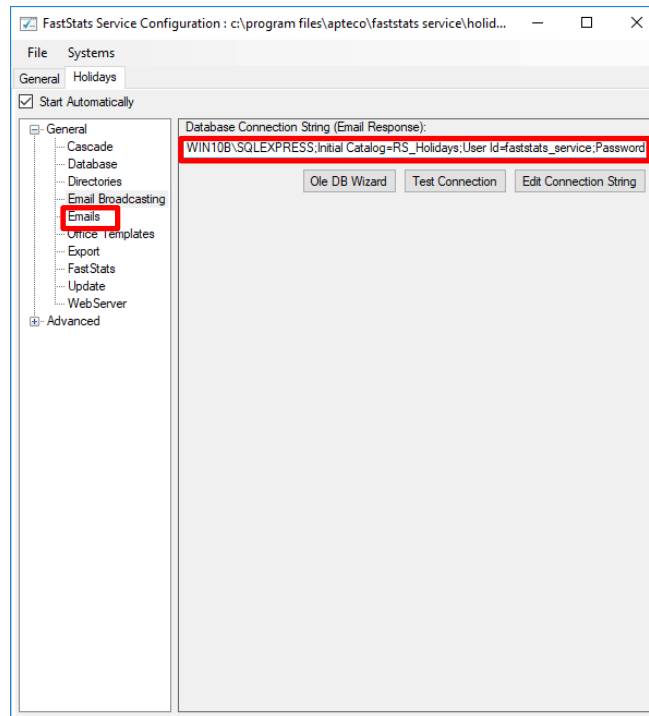 FastStats Service Configuration : c:\program files\apteco\faststats service\holid...
File Systems
General Holidays
Start Automatically
General
Cascade
Database
Directories
Email Broadcasting
Emails
Office Templates
Export
FastStats
Update
WebServer
Advanced
Database Connection String (Email Response):
WIN10B\SQLEXPRESS;Initial Catalog=RS_Holidays;User Id=faststats_service;Password
Ole DB Wizard Test Connection Edit Connection String